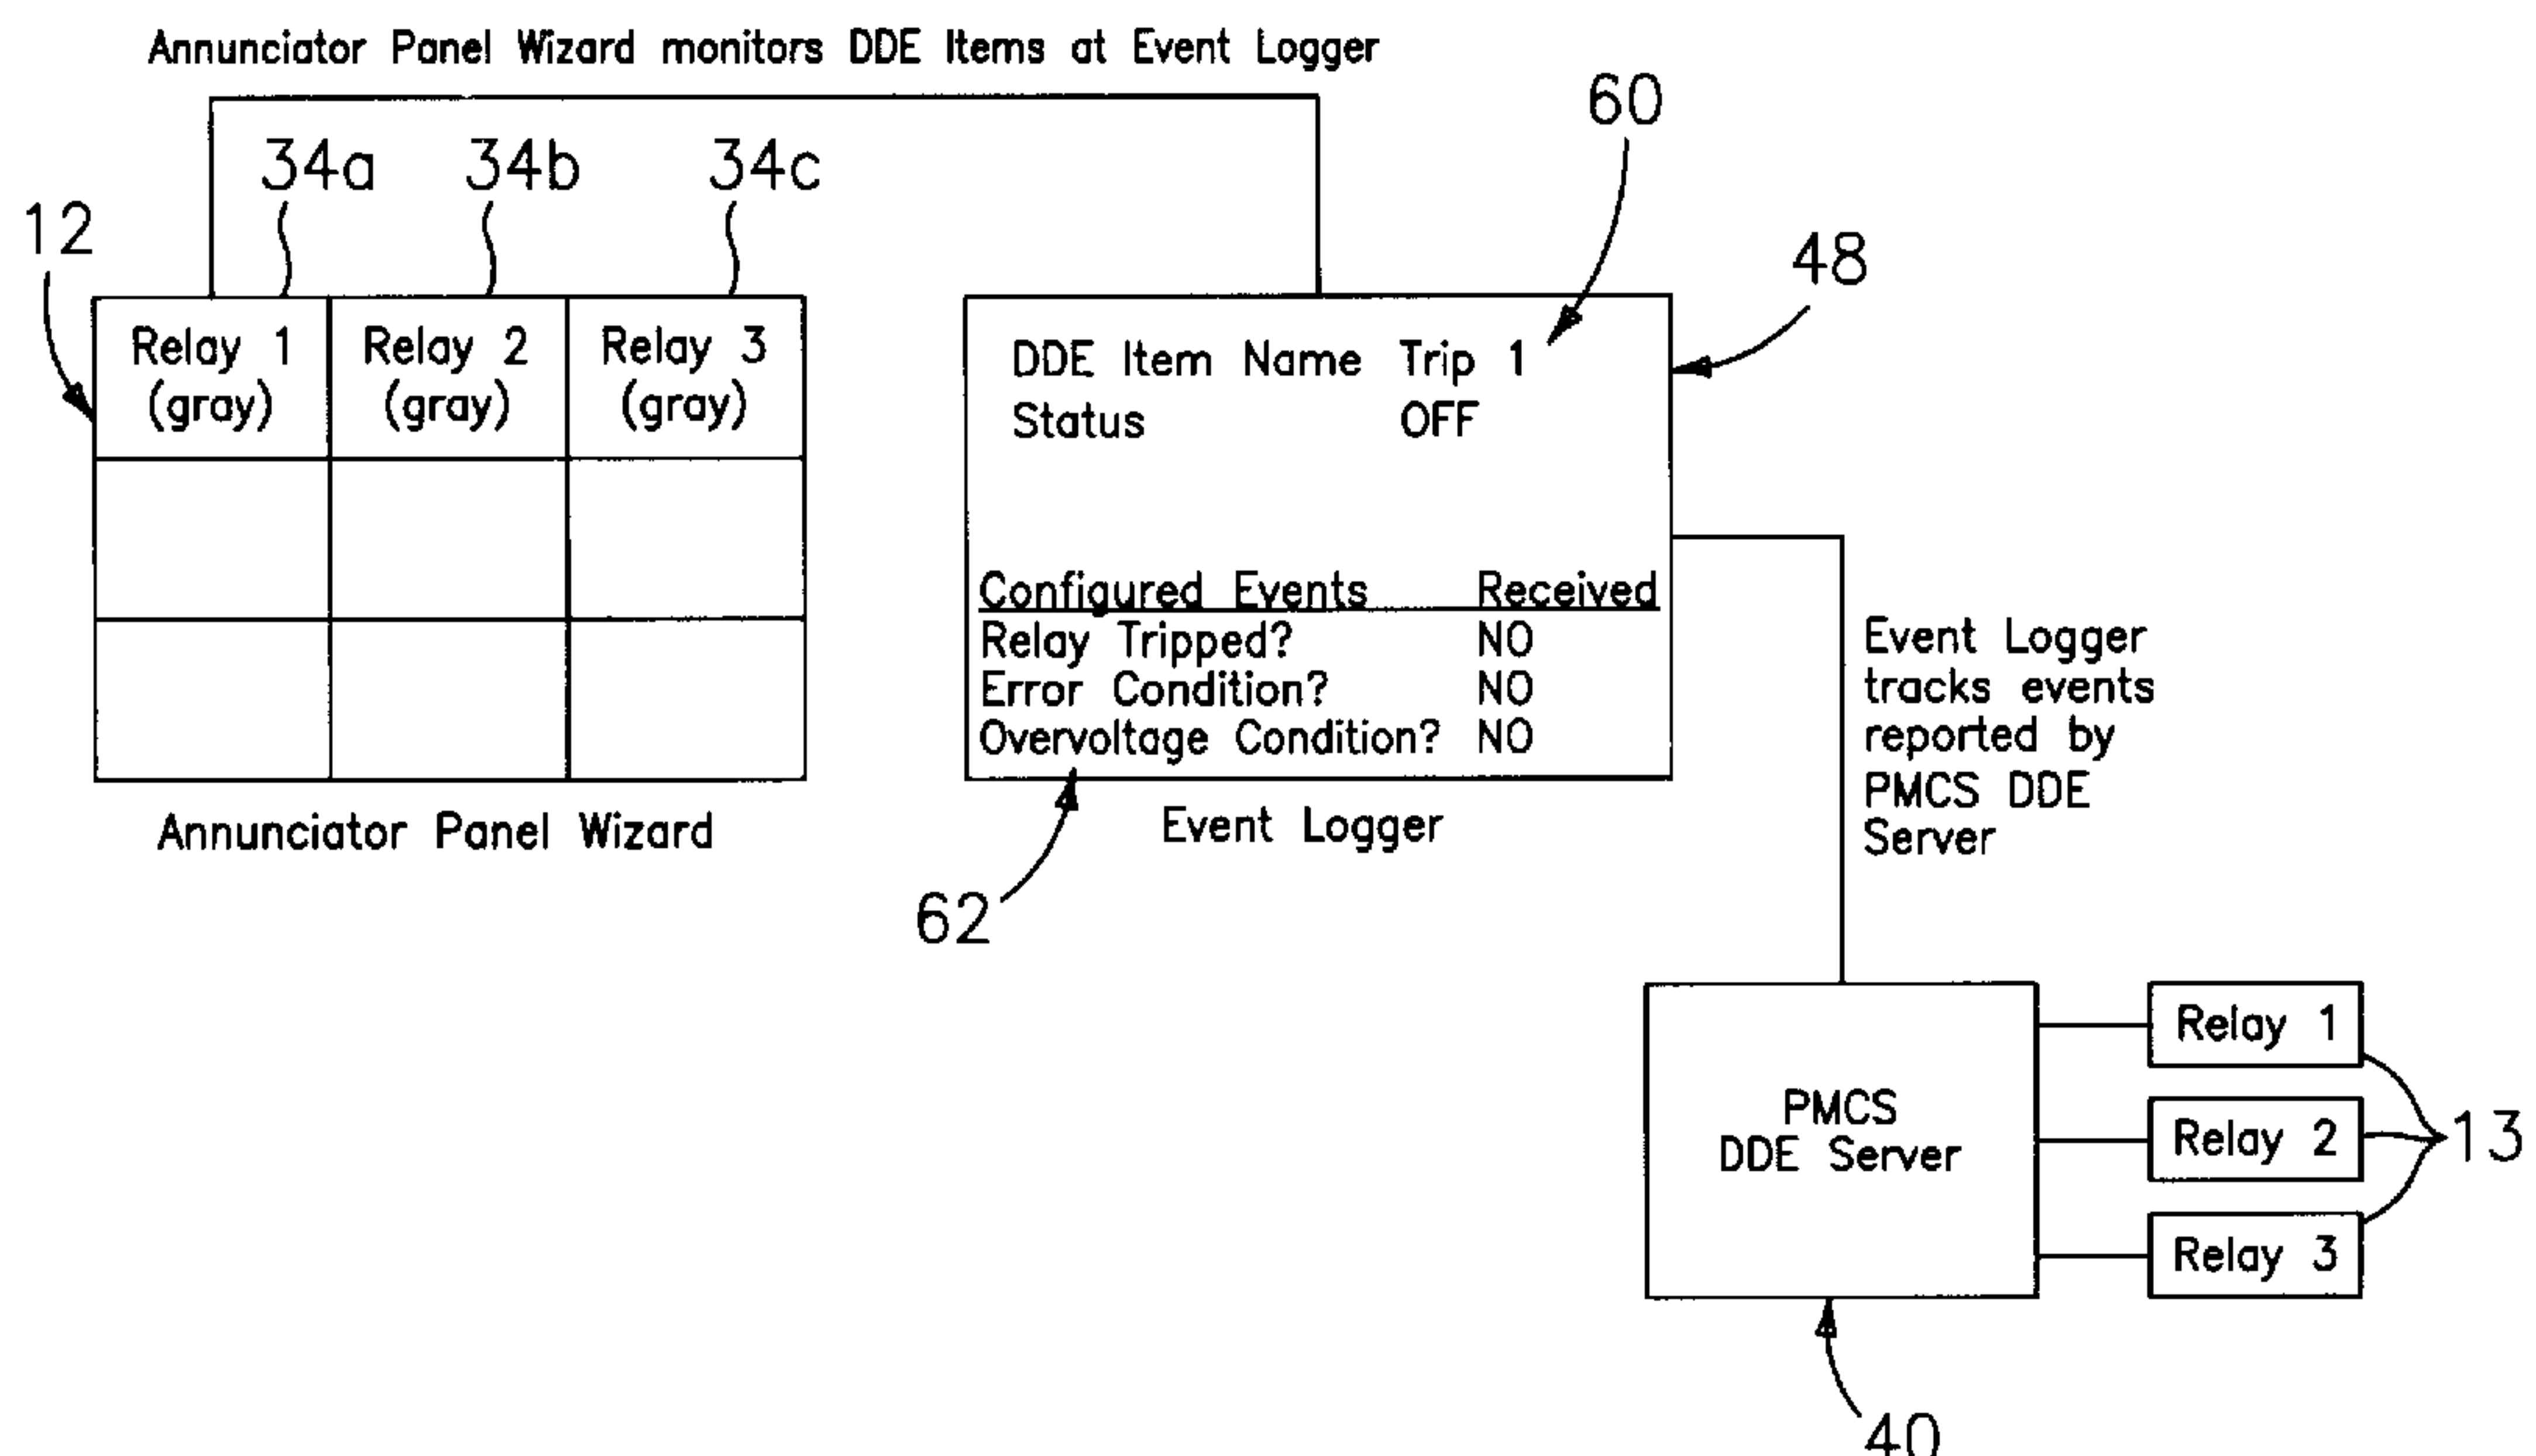 Annunciator Panel Wizard monitors DDE Items at Event Logger
60
34a 34b 34c
12
48
Relay 1
(gray)
Relay 2
(gray)
Relay 3
(gray)
DDE Item Name Trip 1
Status OFF
Configured Events Received
Relay Tripped? NO
Error Condition? NO
Overvoltage Condition? NO
Annunciator Panel Wizard
Event Logger
62
Event Logger
tracks events
reported by
PMCS DDE
Server
PMCS
DDE Server
Relay 1
Relay 2
Relay 3
13
40